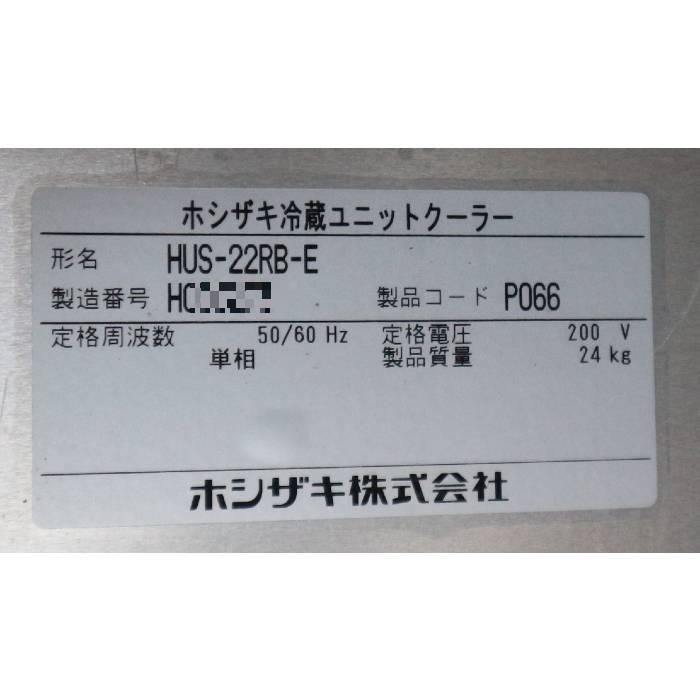 ホシザキ冷蔵ユニットクーラー
形名 HUS-22RB-E
製造番号 HC 製品コード P066
定格周波数 50/60 Hz 定格電圧 200 V
単相 製品質量 24 kg
ホシザキ株式会社